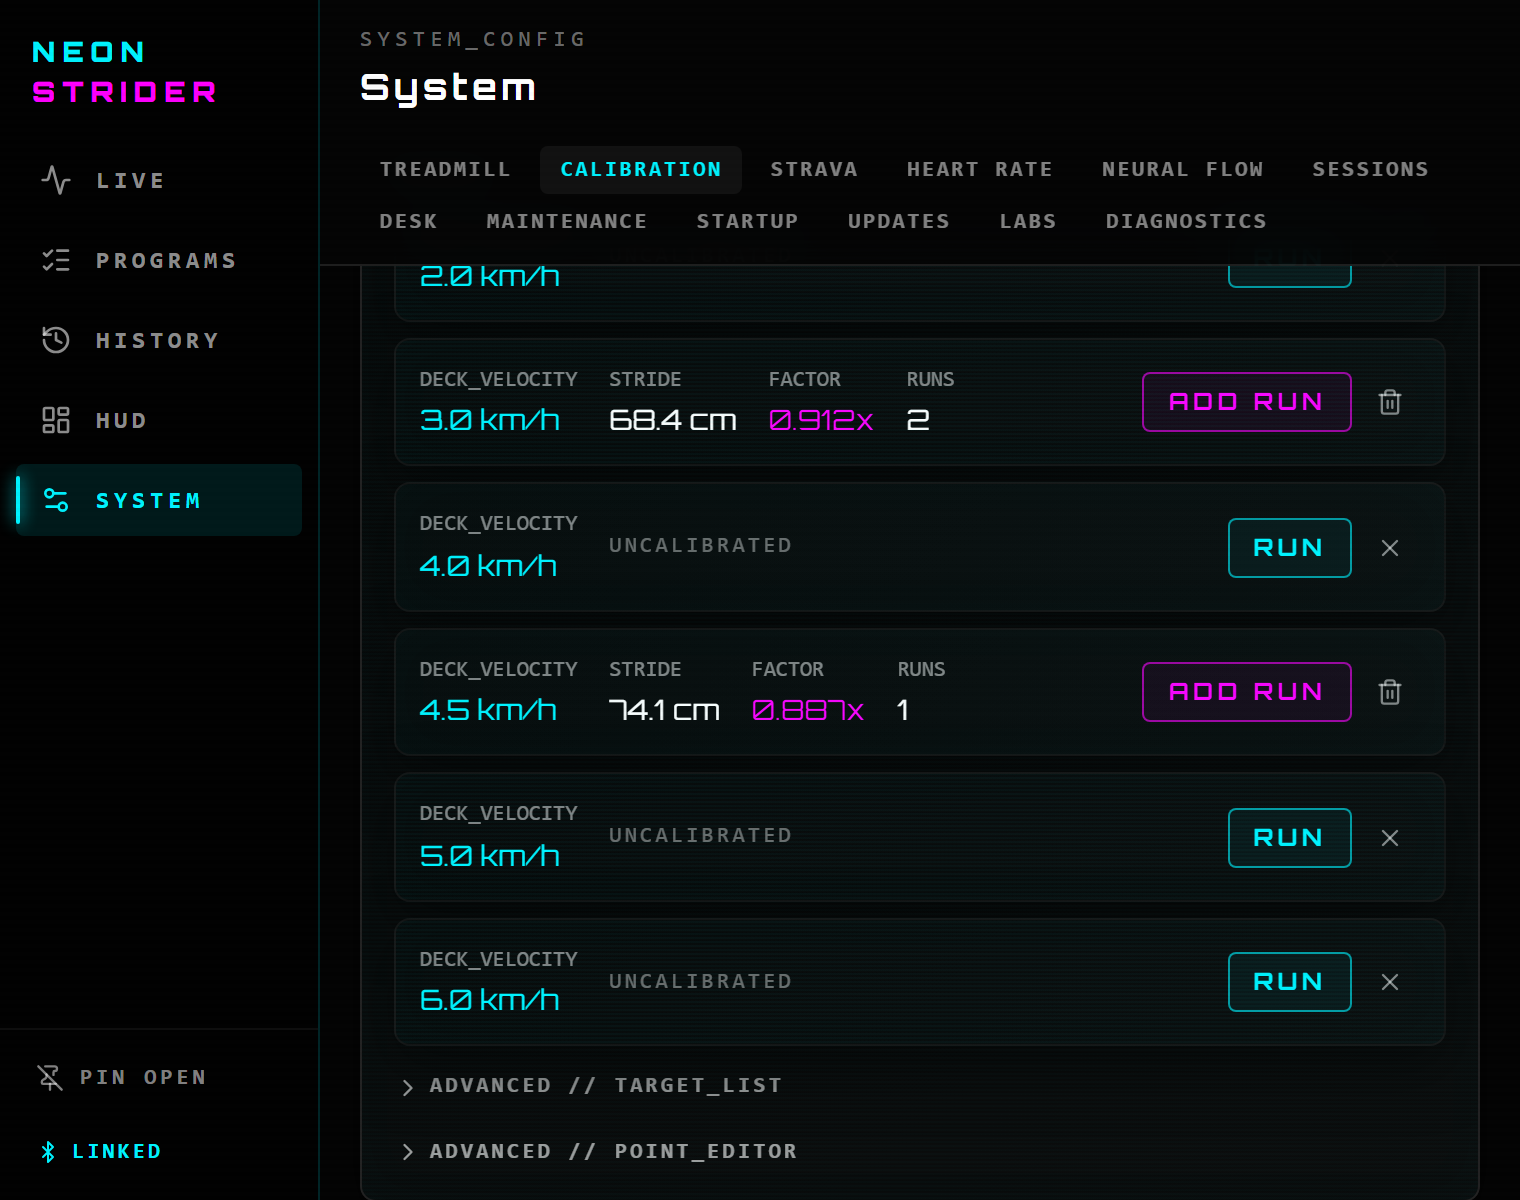 NEON
STRIDER
LIVE
PROGRAMS
HISTORY
HUD
SYSTEM
PIN OPEN
LINKED
SYSTEM_CONFIG
System
TREADMILL CALIBRATION STRAVA HEART RATE NEURAL FLOW SESSIONS
DESK MAINTENANCE STARTUP UPDATES LABS DIAGNOSTICS
2.0 km/h RUN
DECK_VELOCITY STRIDE FACTOR RUNS
3.0 km/h 68.4 cm 0.912x 2 ADD RUN
DECK_VELOCITY
4.0 km/h UNCALIBRATED RUN
DECK_VELOCITY STRIDE FACTOR RUNS
4.5 km/h 74.1 cm 0.887x 1 ADD RUN
DECK_VELOCITY
5.0 km/h UNCALIBRATED RUN
DECK_VELOCITY
6.0 km/h UNCALIBRATED RUN
ADVANCED // TARGET_LIST
ADVANCED // POINT_EDITOR